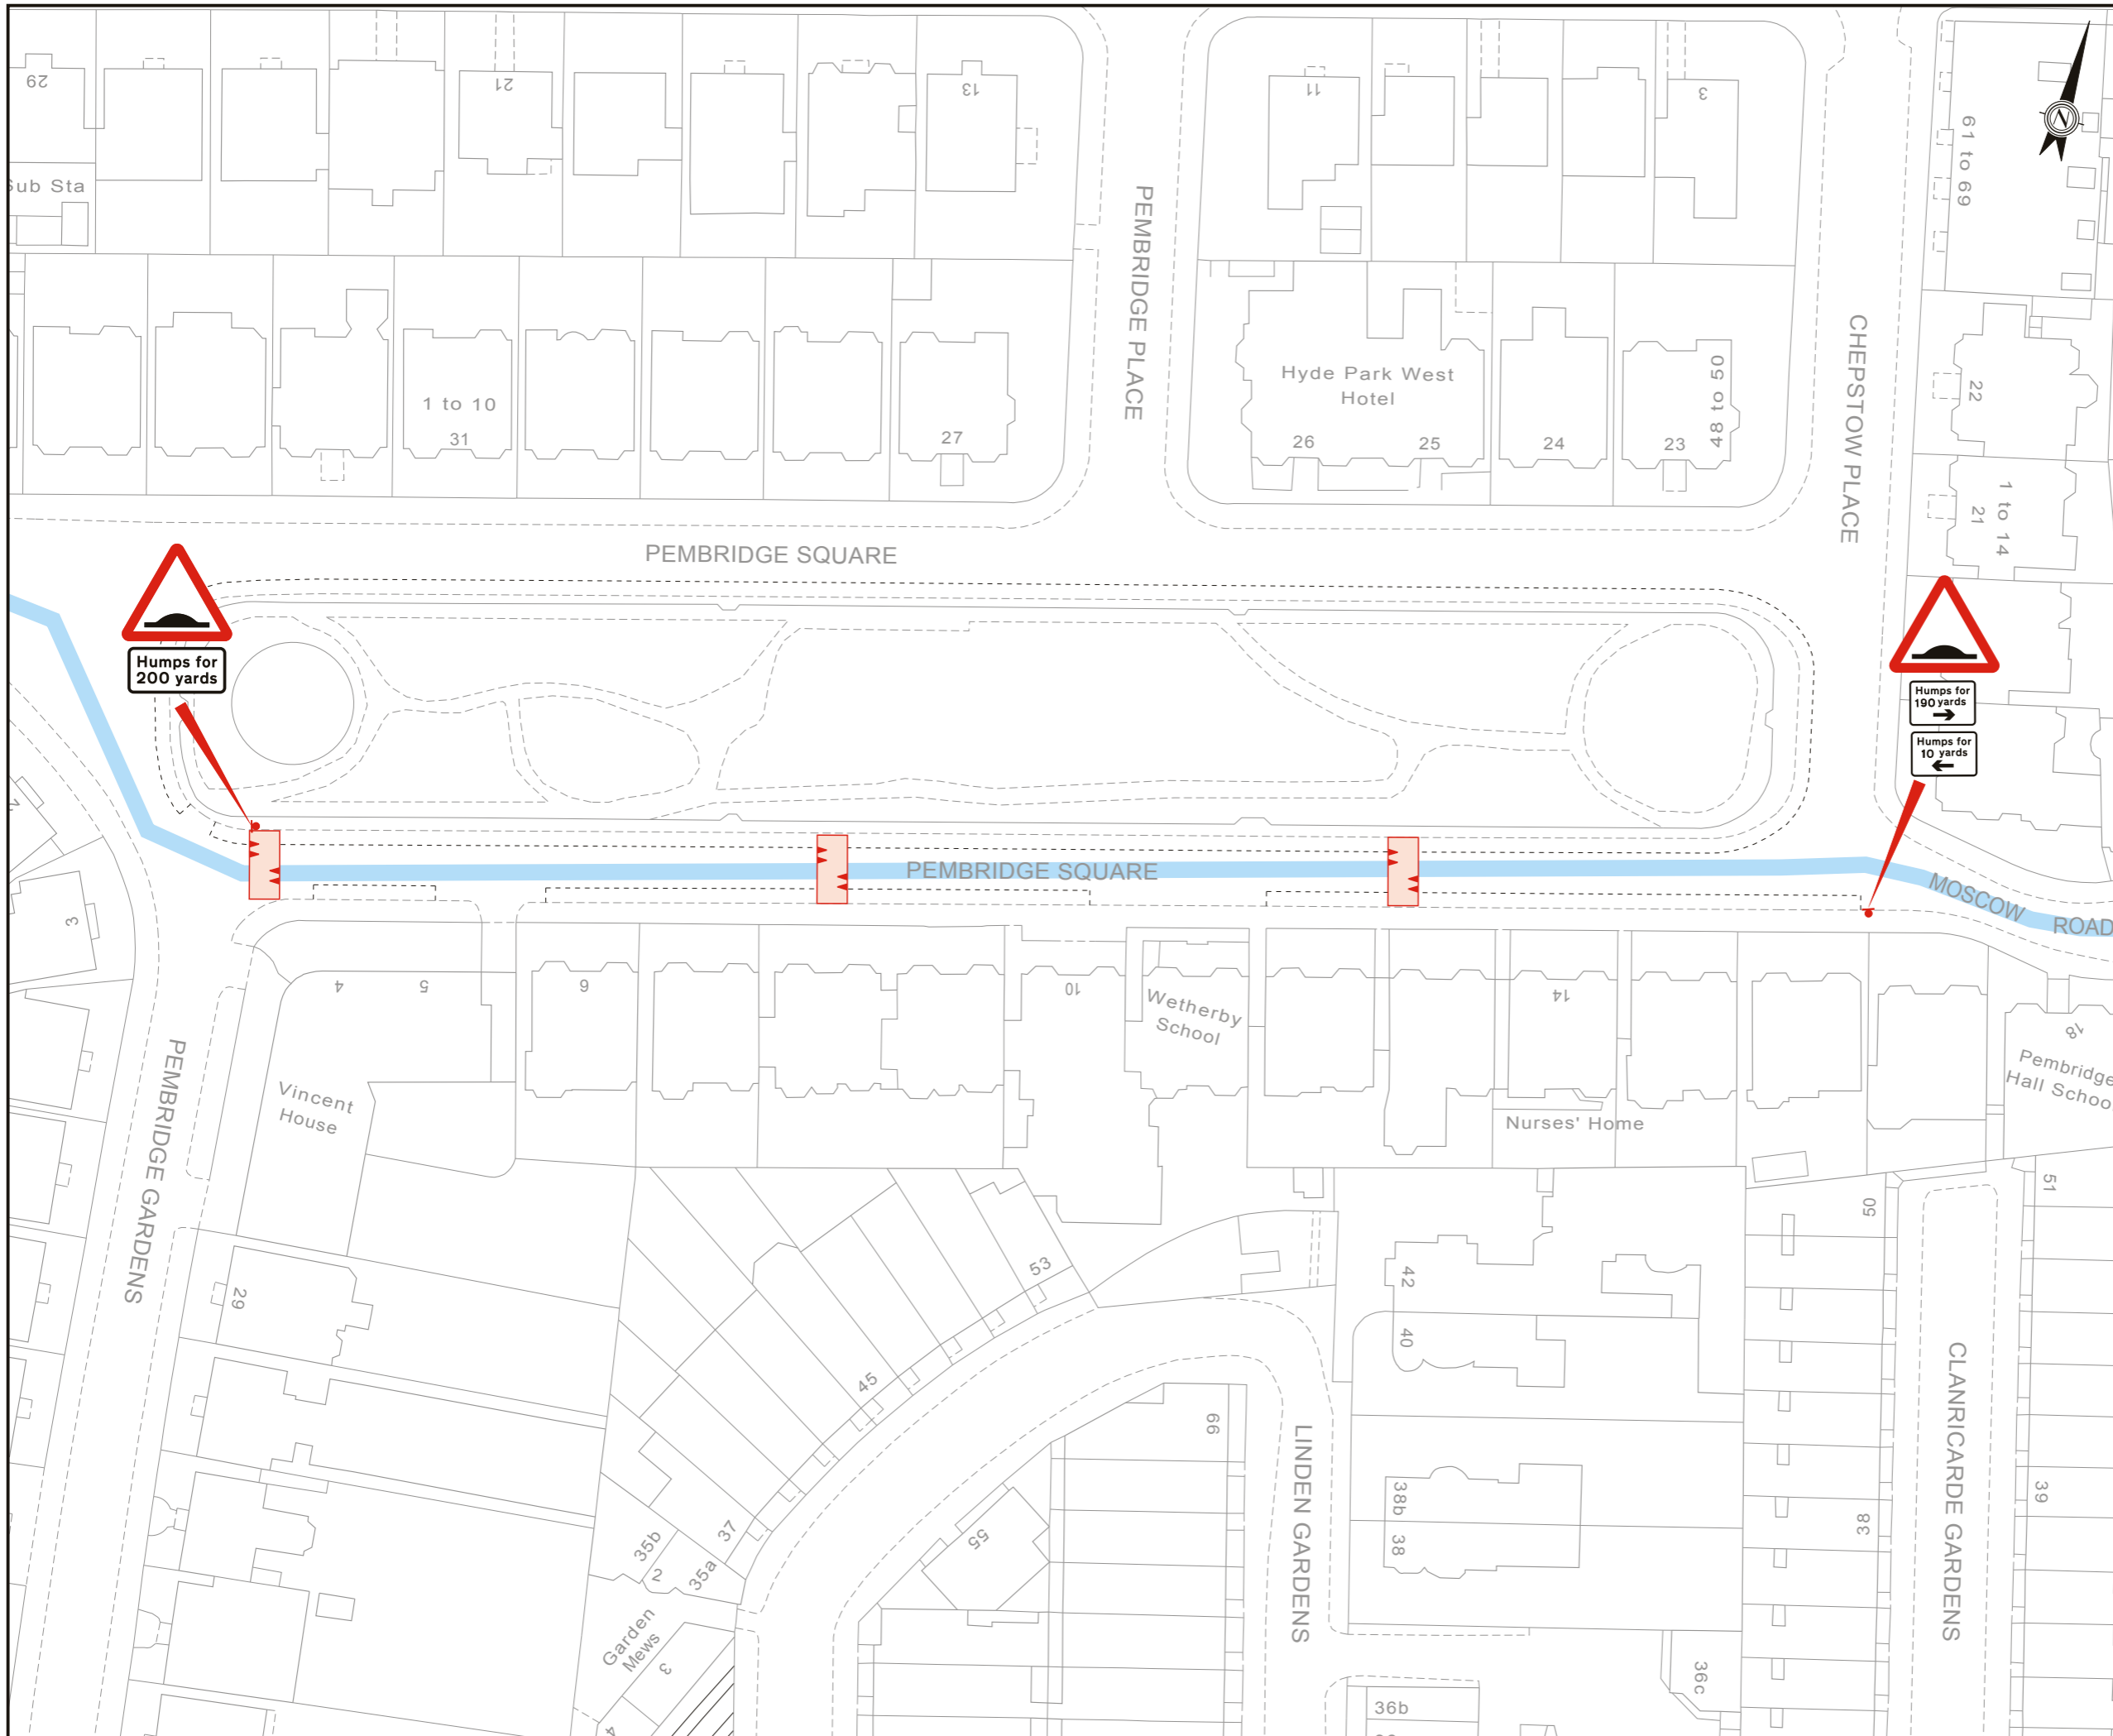 29
21
13
11
3
61 to 69
Sub Sta
PEMBRIDGE PLACE
CHEPSTOW PLACE
Hyde Park West
Hotel
1 to 10
31
27
26
25
24
23
48 to 50
22
1 to 14
21
PEMBRIDGE SQUARE
Humps for
200 yards
Humps for
190 yards
Humps for
10 yards
PEMBRIDGE SQUARE
MOSCOW ROAD
3
4
5
6
10
Wetherby
School
14
18
Pembridge
Hall School
Vincent
House
Nurses' Home
PEMBRIDGE GARDENS
29
53
45
37
35b
2
35a
Garden
Mews
3
4
55
66
LINDEN GARDENS
42
40
38b
38
36c
36b
50
51
38
39
CLANRICARDE GARDENS
N